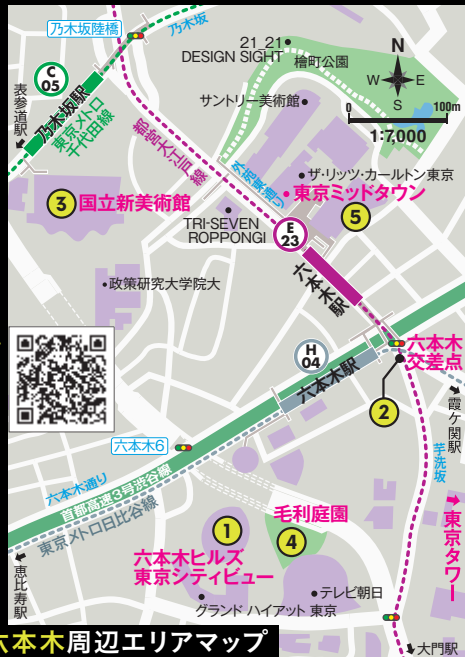 乃木坂陸橋
乃木坂
21_21
DESIGN SIGHT
檜町公園
N
W
E
S
0
100m
1:7,000
C
05
乃木坂駅
表参道駅
東京メトロ
千代田線
都営大江戸線
サントリー美術館
外苑東通り
ザ・リッツ・カールトン東京
東京ミッドタウン
3
国立新美術館
5
TRI-SEVEN
ROPPONGI
E
23
六本木駅
政策研究大学院大
H
04
六本木駅
六本木
交差点
2
霞ケ関駅
芋洗坂
六本木6
六本木通り
首都高速3号渋谷線
東京メトロ日比谷線
恵比寿駅
1
六本木ヒルズ
東京シティビュー
毛利庭園
4
東京タワー
テレビ朝日
グランド ハイアット 東京
大門駅
六本木周辺エリアマップ